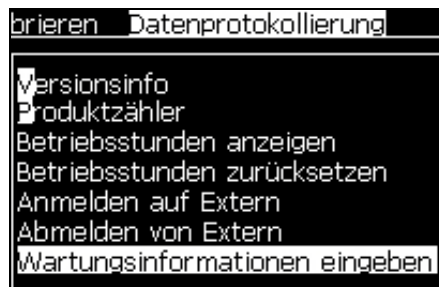 brieren Datenprotokollierung
Versionsinfo
Produktzähler
Betriebsstunden anzeigen
Betriebsstunden zurücksetzen
Anmelden auf Extern
Abmelden von Extern
Wartungsinformationen eingeben